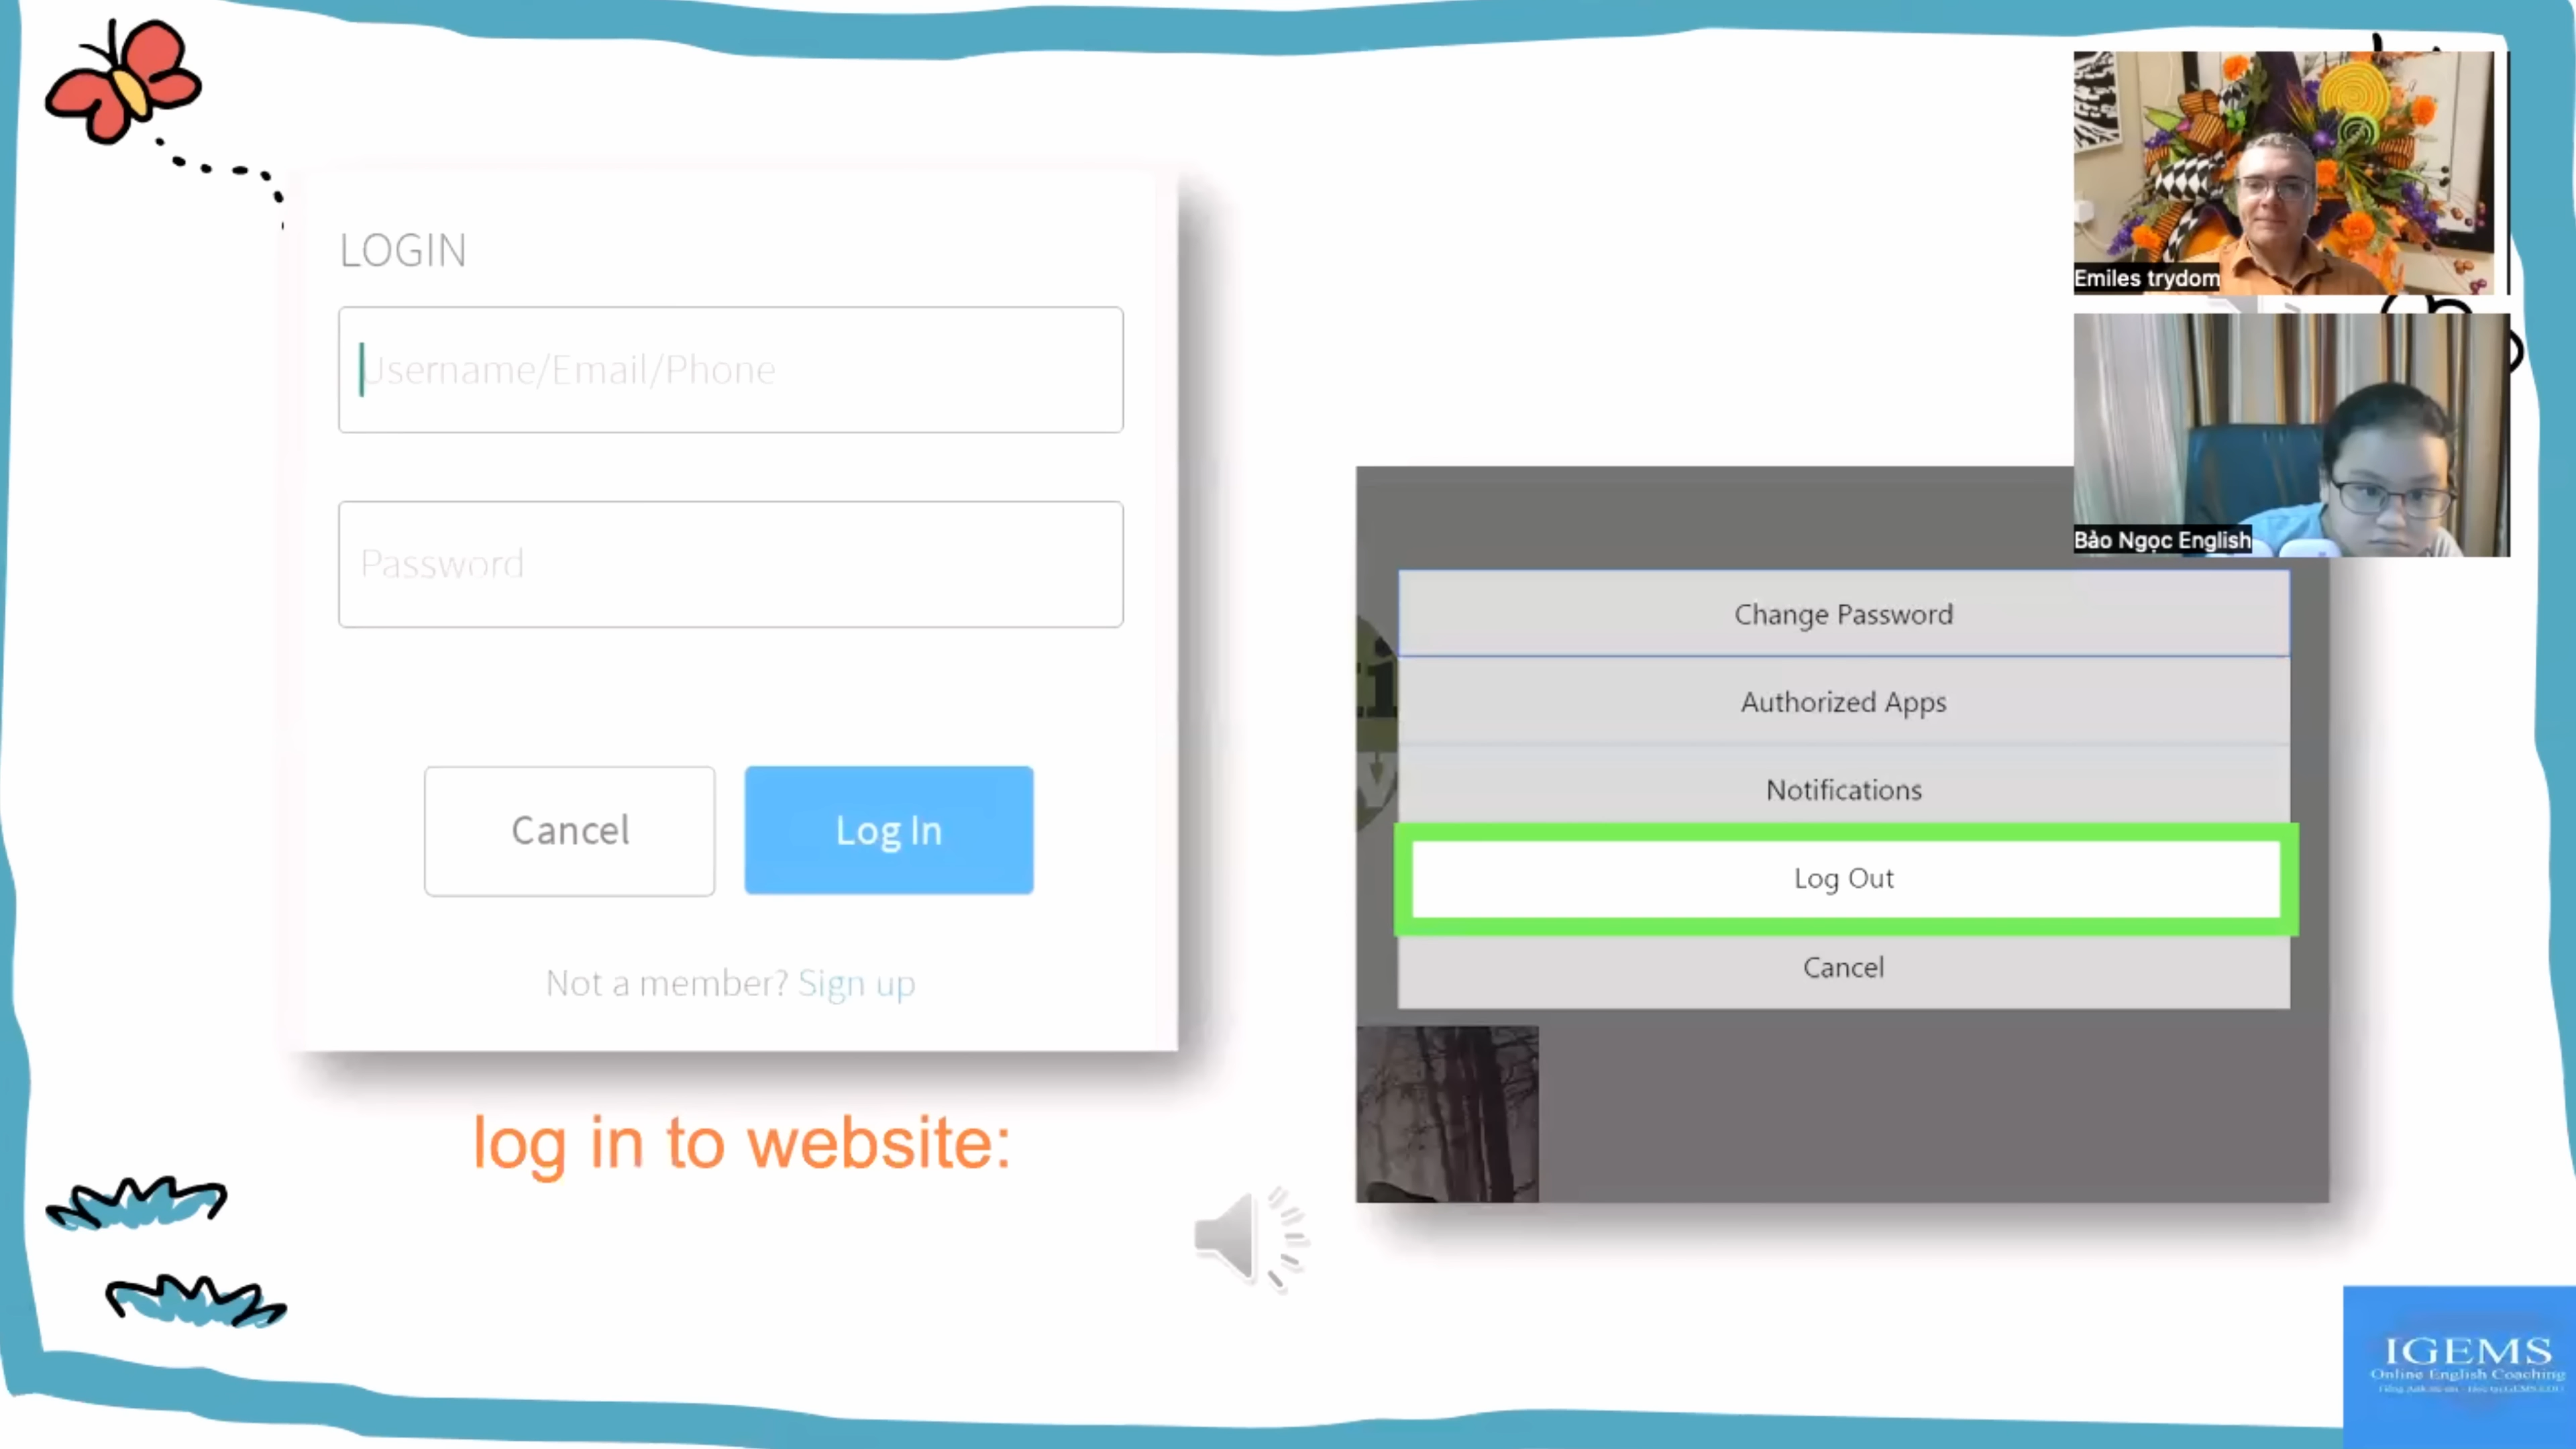 LOGIN
Username/Email/Phone
Password
Cancel
Log In
Not a member? Sign up
log in to website:
Emiles trydom
Bảo Ngọc English
Change Password
Authorized Apps
Notifications
Log Out
Cancel
IGEMS
Online English Coaching